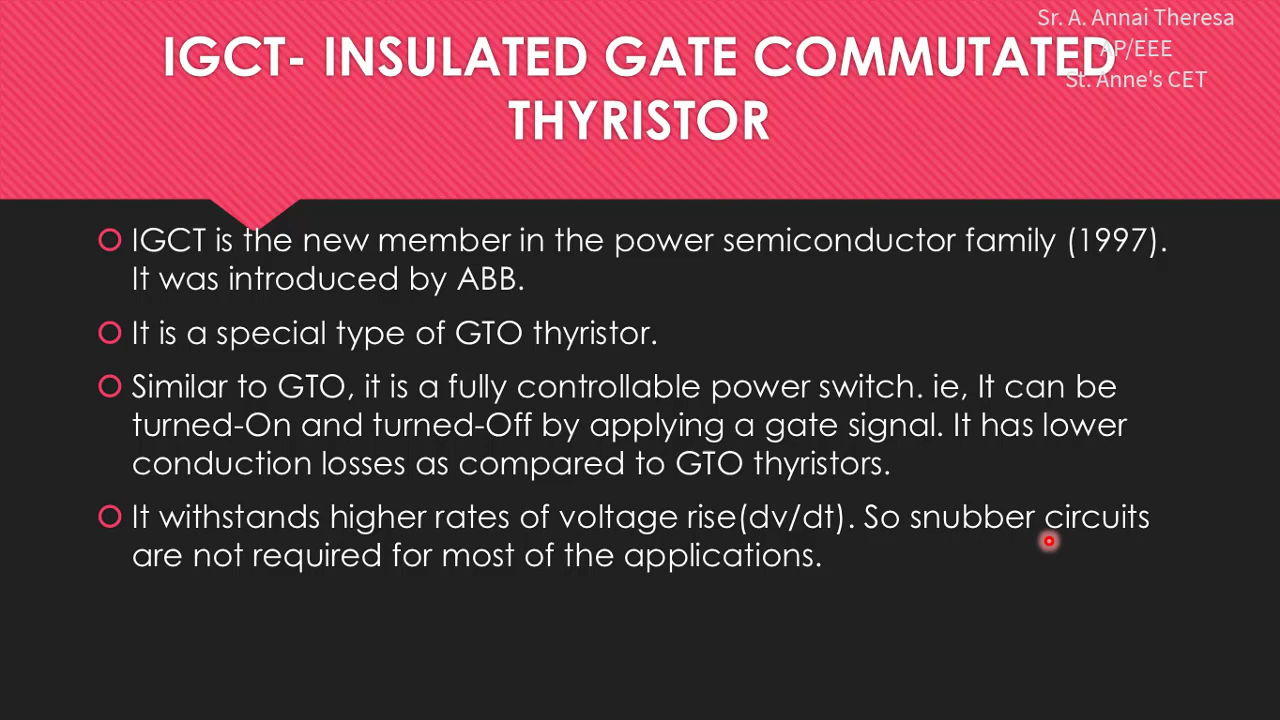 Sr. A. Annai Theresa
AP/EEE
St. Anne's CET
IGCT- INSULATED GATE COMMUTATED
THYRISTOR
IGCT is the new member in the power semiconductor family (1997).
It was introduced by ABB.
It is a special type of GTO thyristor.
Similar to GTO, it is a fully controllable power switch. ie, It can be
turned-On and turned-Off by applying a gate signal. It has lower
conduction losses as compared to GTO thyristors.
It withstands higher rates of voltage rise(dv/dt). So snubber circuits
are not required for most of the applications.